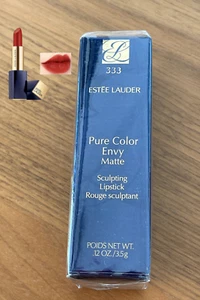 333
ESTĒE LAUDER
Pure Color
Envy
Matte
Sculpting
Lipstick
Rouge sculptant
POIDS NET WT.
.12 OZ./3.5g